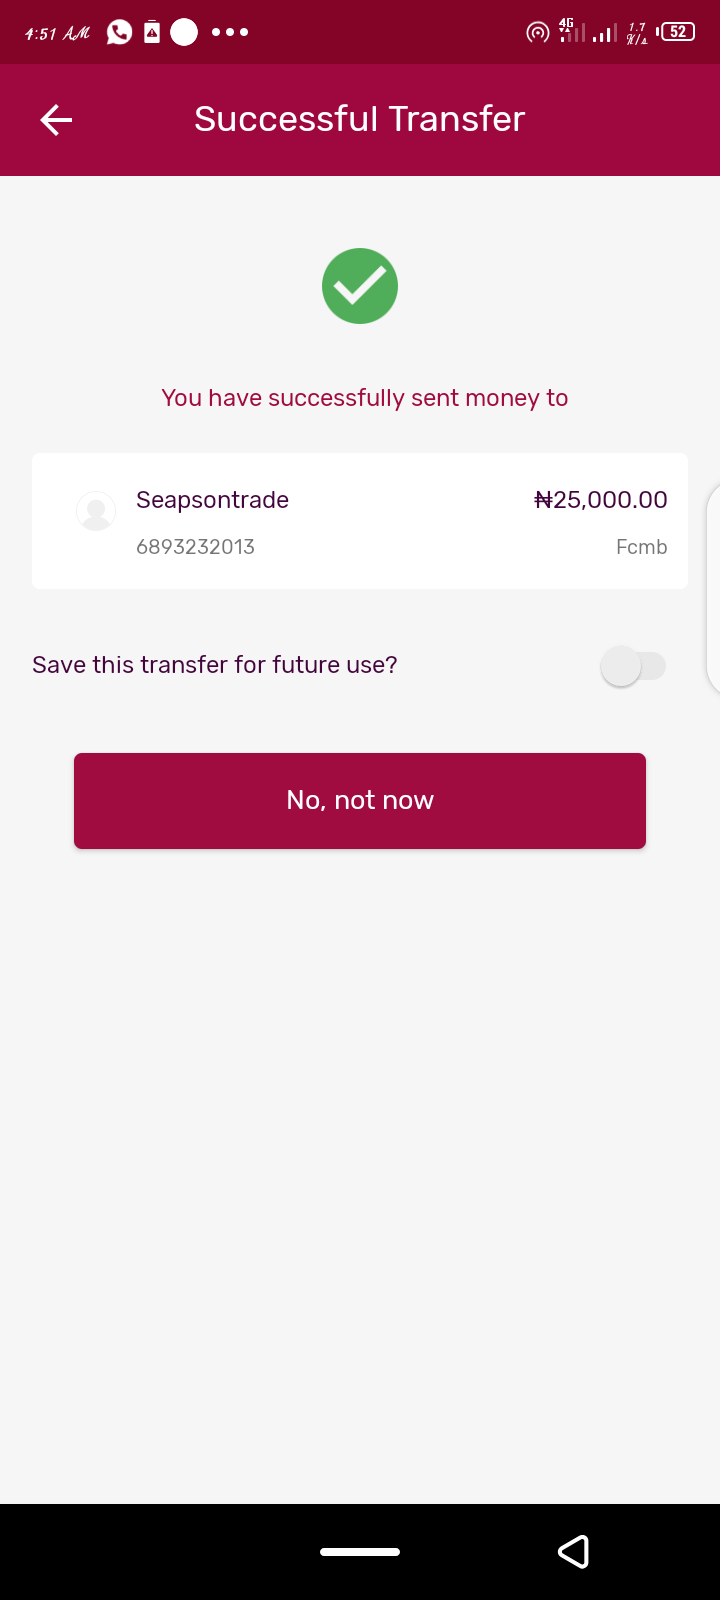 4:51 AM 4G 1.7 K/s 52
Successful Transfer
You have successfully sent money to
Seapsontrade ₦25,000.00
6893232013 Fcmb
Save this transfer for future use?
No, not now